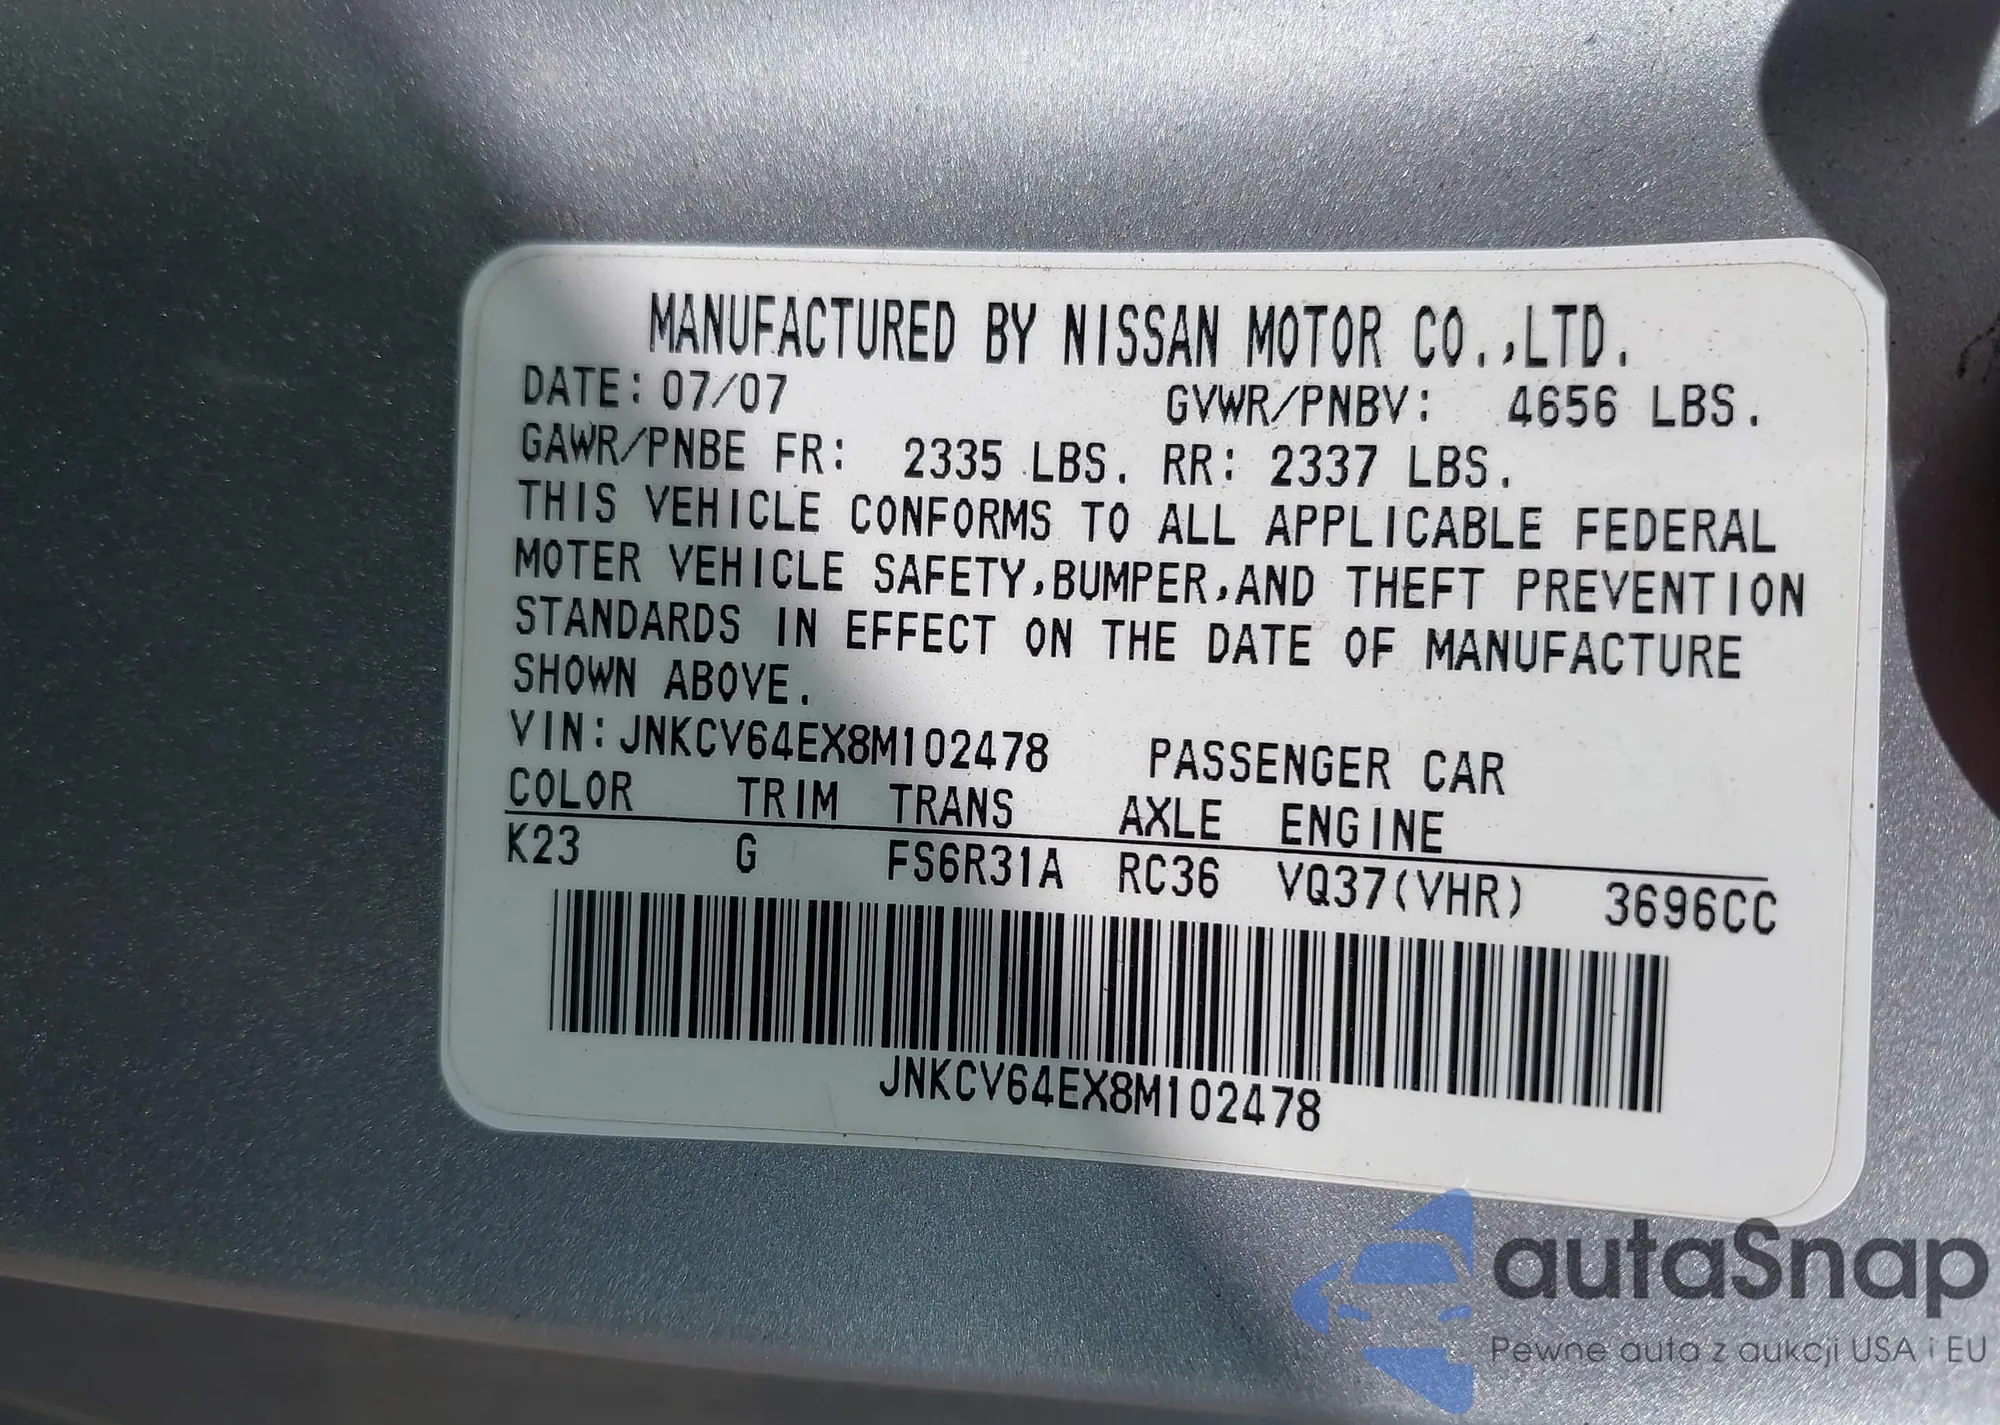 MANUFACTURED BY NISSAN MOTOR CO.,LTD.
DATE: 07/07 GVWR/PNBV: 4656 LBS.
GAWR/PNBE FR: 2335 LBS. RR: 2337 LBS.
THIS VEHICLE CONFORMS TO ALL APPLICABLE FEDERAL
MOTER VEHICLE SAFETY,BUMPER,AND THEFT PREVENTION
STANDARDS IN EFFECT ON THE DATE OF MANUFACTURE
SHOWN ABOVE.
VIN: JNKCV64EX8M102478 PASSENGER CAR
COLOR TRIM TRANS AXLE ENGINE
K23 G FS6R31A RC36 VQ37(VHR) 3696CC
JNKCV64EX8M102478
autaSnap
Pewne auta z aukcji USA i EU